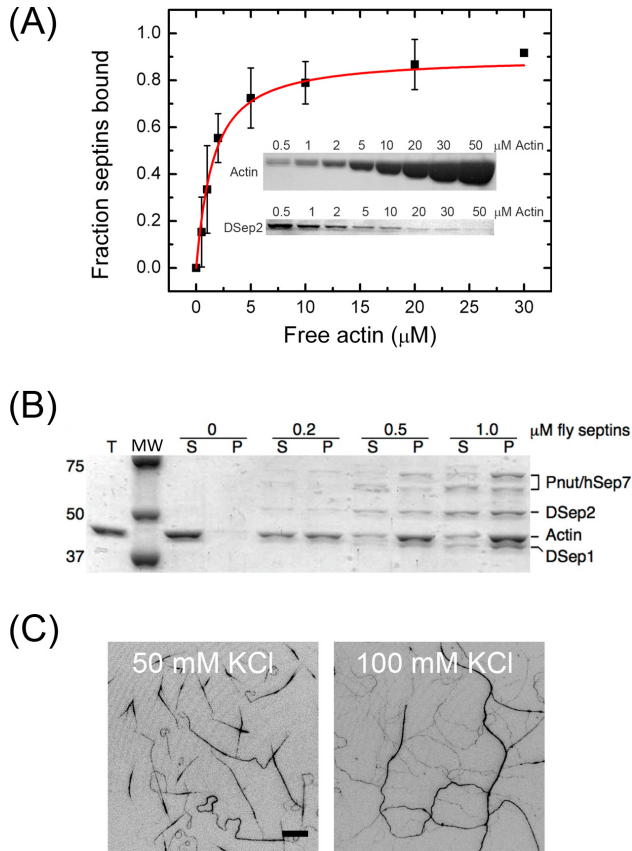 (A)
1.0
0.8
0.6
0.4
0.2
0.0
Fraction septins bound
0.5 1 2 5 10 20 30 50 μM Actin
Actin
0.5 1 2 5 10 20 30 50 μM Actin
DSep2
0 5 10 15 20 25 30
Free actin (μM)
(B)
0 0.2 0.5 1.0 μM fly septins
T MW S P S P S P S P
75
Pnut/hSep7
50 DSep2
Actin
37 DSep1
(C)
50 mM KCl 100 mM KCl